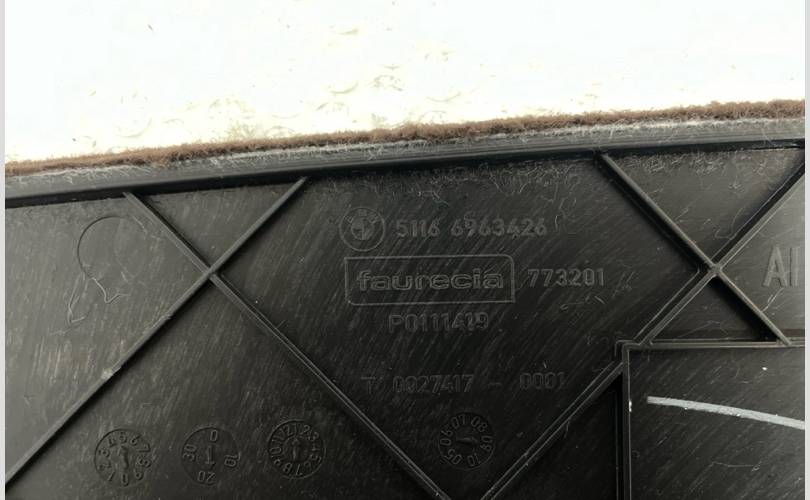 5116 6963426
faurecia 773201
P0111419
T 0027417 - 0001